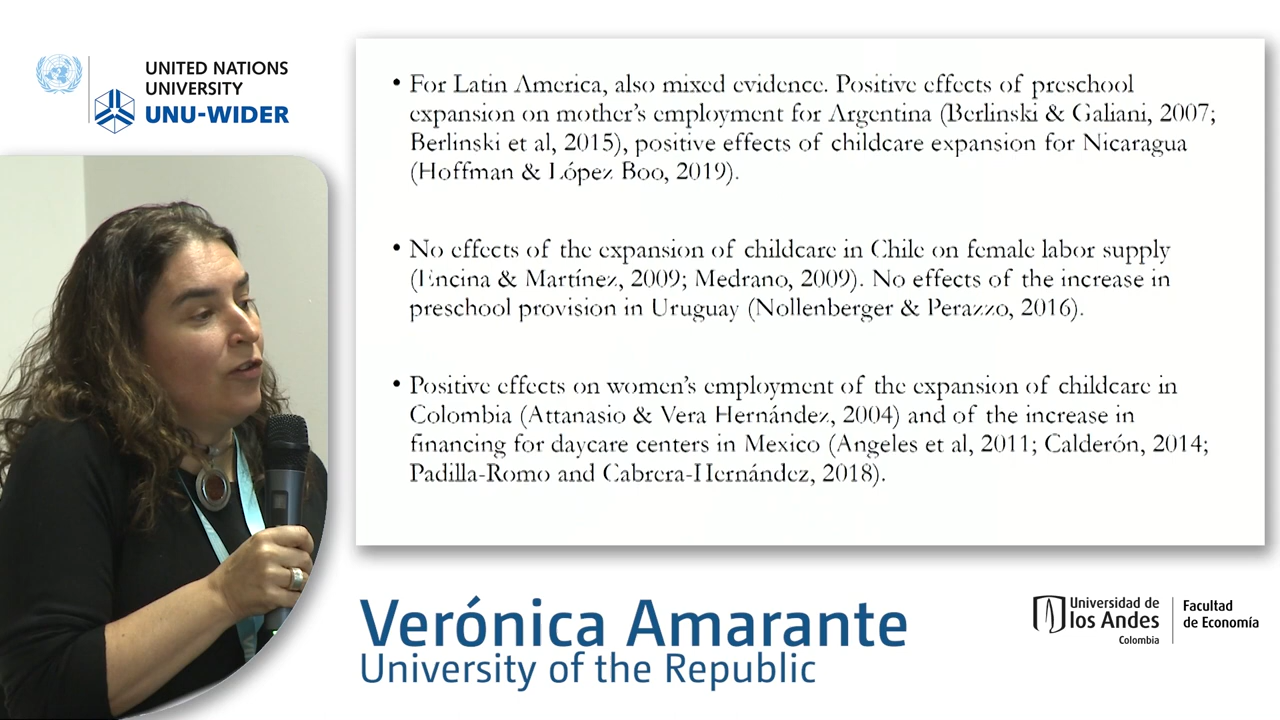 UNITED NATIONS
UNIVERSITY
UNU-WIDER
• For Latin America, also mixed evidence. Positive effects of preschool
expansion on mother's employment for Argentina (Berlinski & Galiani, 2007;
Berlinski et al, 2015), positive effects of childcare expansion for Nicaragua
(Hoffman & López Boo, 2019).
• No effects of the expansion of childcare in Chile on female labor supply
(Encina & Martínez, 2009; Medrano, 2009). No effects of the increase in
preschool provision in Uruguay (Nollenberger & Perazzo, 2016).
• Positive effects on women's employment of the expansion of childcare in
Colombia (Attanasio & Vera Hernández, 2004) and of the increase in
financing for daycare centers in Mexico (Angeles et al, 2011; Calderón, 2014;
Padilla-Romo and Cabrera-Hernández, 2018).
Verónica Amarante
University of the Republic
Universidad de
los Andes
Colombia
Facultad
de Economía